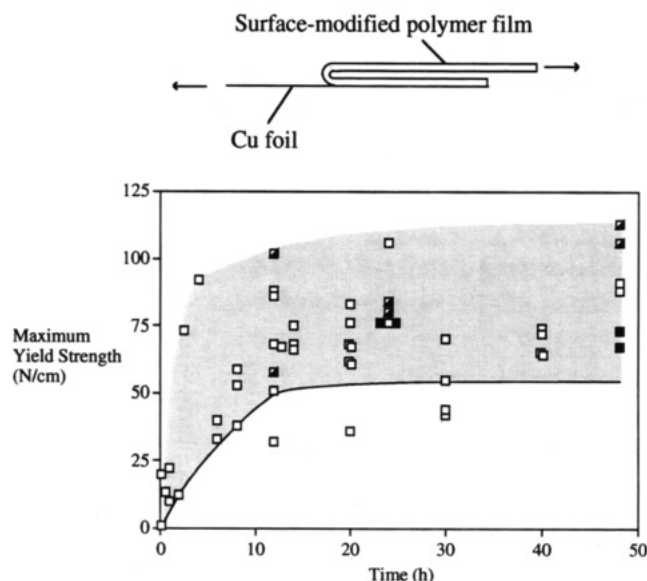 Surface-modified polymer film
Cu foil
125
100
75
50
25
0
Maximum
Yield Strength
(N/cm)
0 10 20 30 40 50
Time (h)